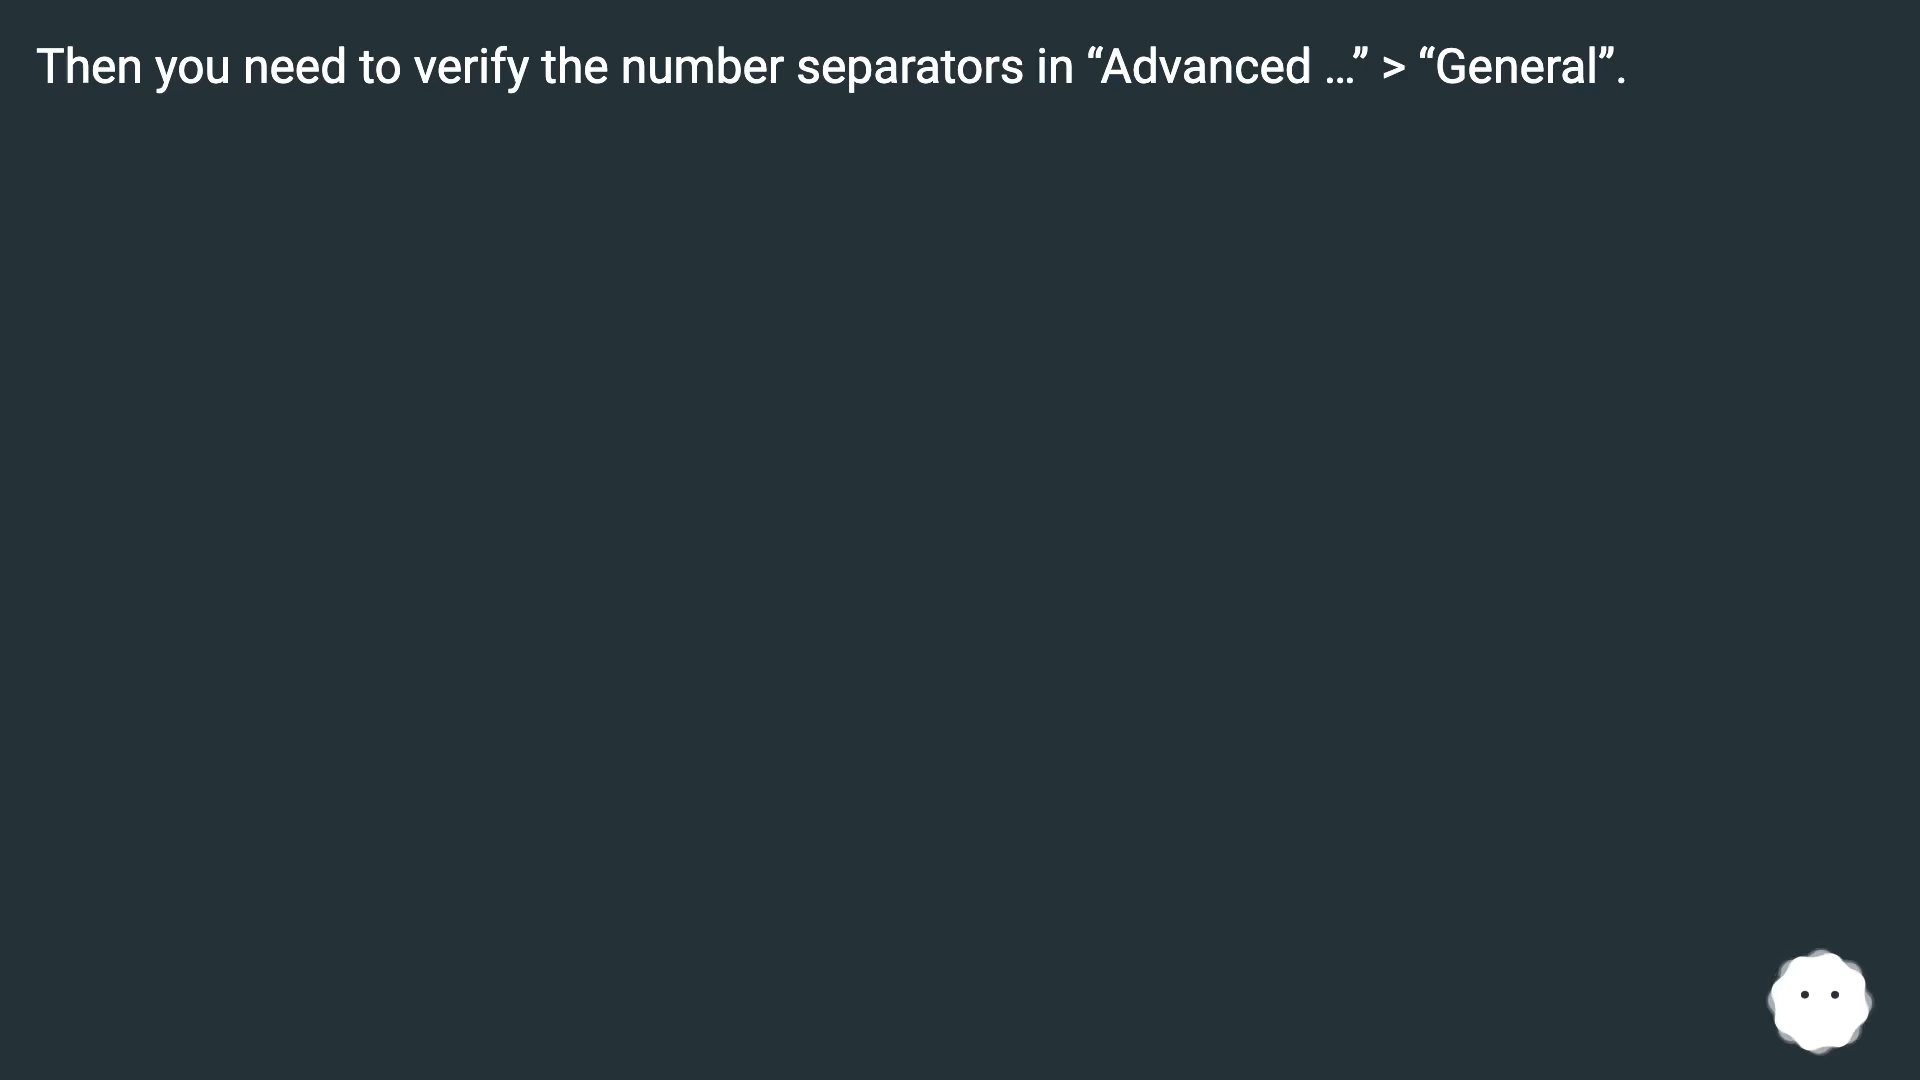 Then you need to verify the number separators in “Advanced …” > “General”.